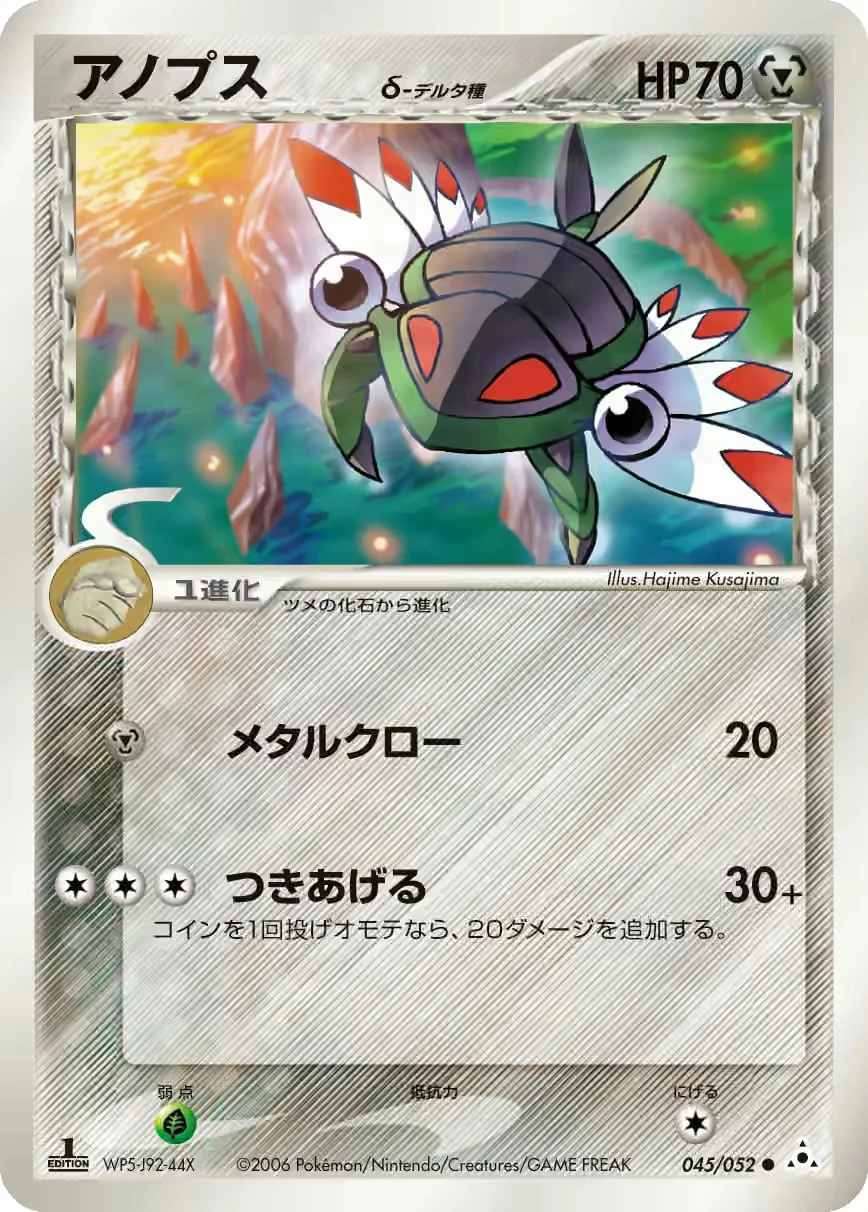 アノプス δ-デルタ種 HP70
Illus.Hajime Kusajima
1進化
ツメの化石から進化
メタルクロー 20
つきあげる 30+
コインを1回投げオモテなら、20ダメージを追加する。
弱点 抵抗力 にげる
1 EDITION WP5-J92-44X ©2006 Pokémon/Nintendo/Creatures/GAME FREAK 045/052